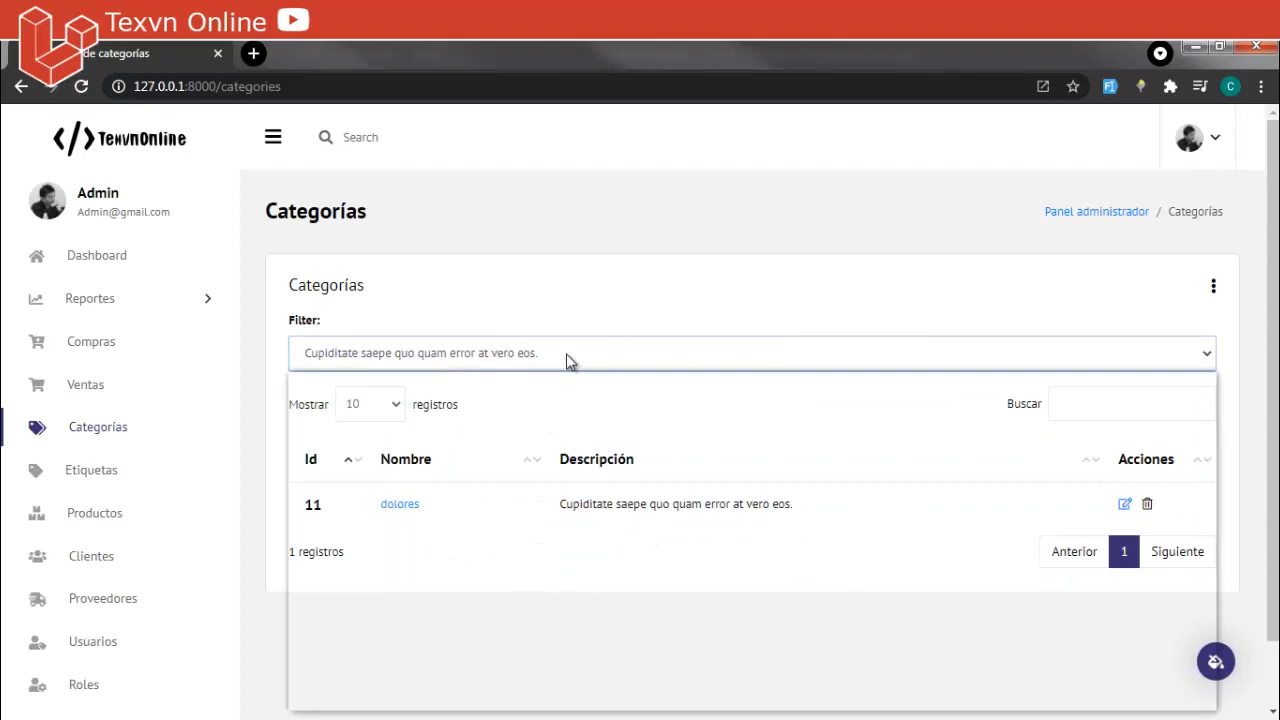 Texvn Online
de categorías
127.0.0.1:8000/categories
C
</> TexvnOnline
Search
Admin
Admin@gmail.com
Dashboard
Reportes
Compras
Ventas
Categorías
Etiquetas
Productos
Clientes
Proveedores
Usuarios
Roles
Categorías
Panel administrador / Categorías
Categorías
Filter:
Cupiditate saepe quo quam error at vero eos.
Mostrar 10 registros
Buscar
Id Nombre Descripción Acciones
11 dolores Cupiditate saepe quo quam error at vero eos.
1 registros
Anterior 1 Siguiente